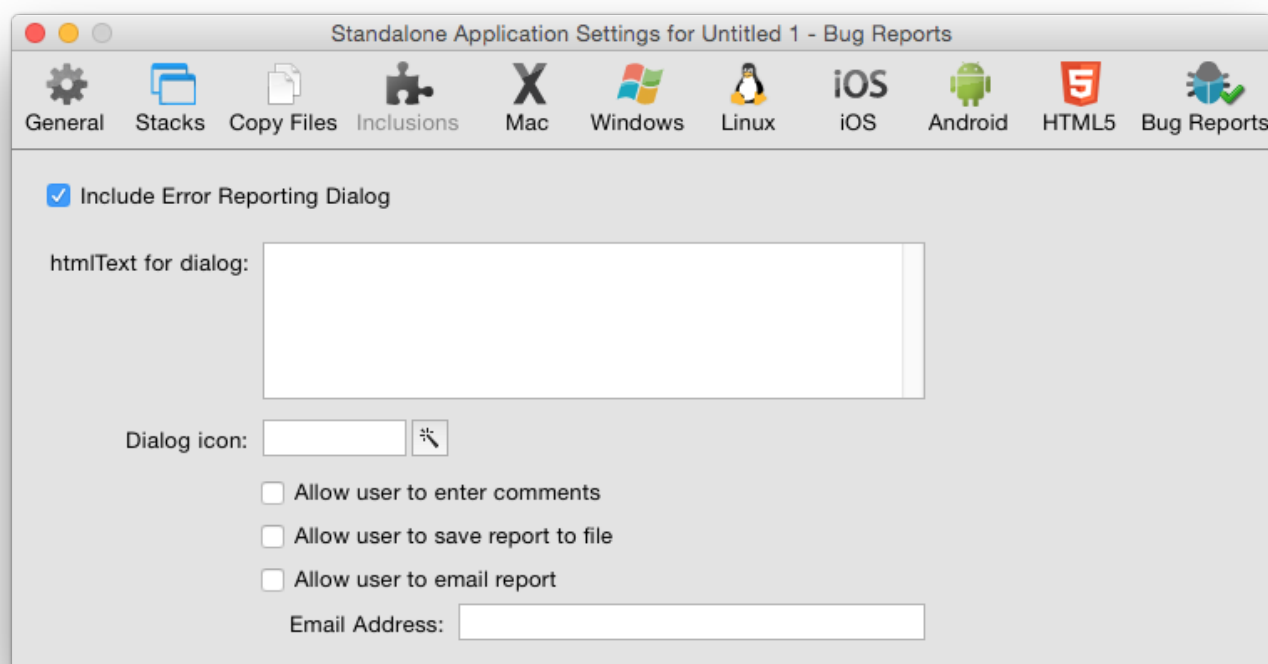 Standalone Application Settings for Untitled 1 - Bug Reports
iOS
General Stacks Copy Files Inclusions Mac Windows Linux iOS Android HTML5 Bug Reports
Include Error Reporting Dialog
htmlText for dialog:
Dialog icon:
Allow user to enter comments
Allow user to save report to file
Allow user to email report
Email Address: